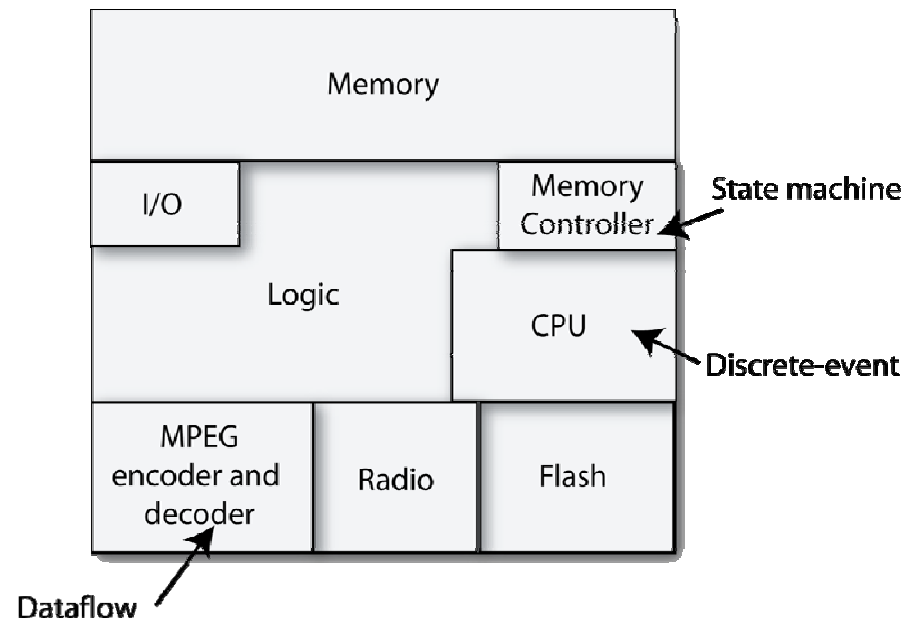 Memory
I/O
Memory
Controller
State machine
Logic
CPU
Discrete-event
MPEG
encoder and
decoder
Radio
Flash
Dataflow